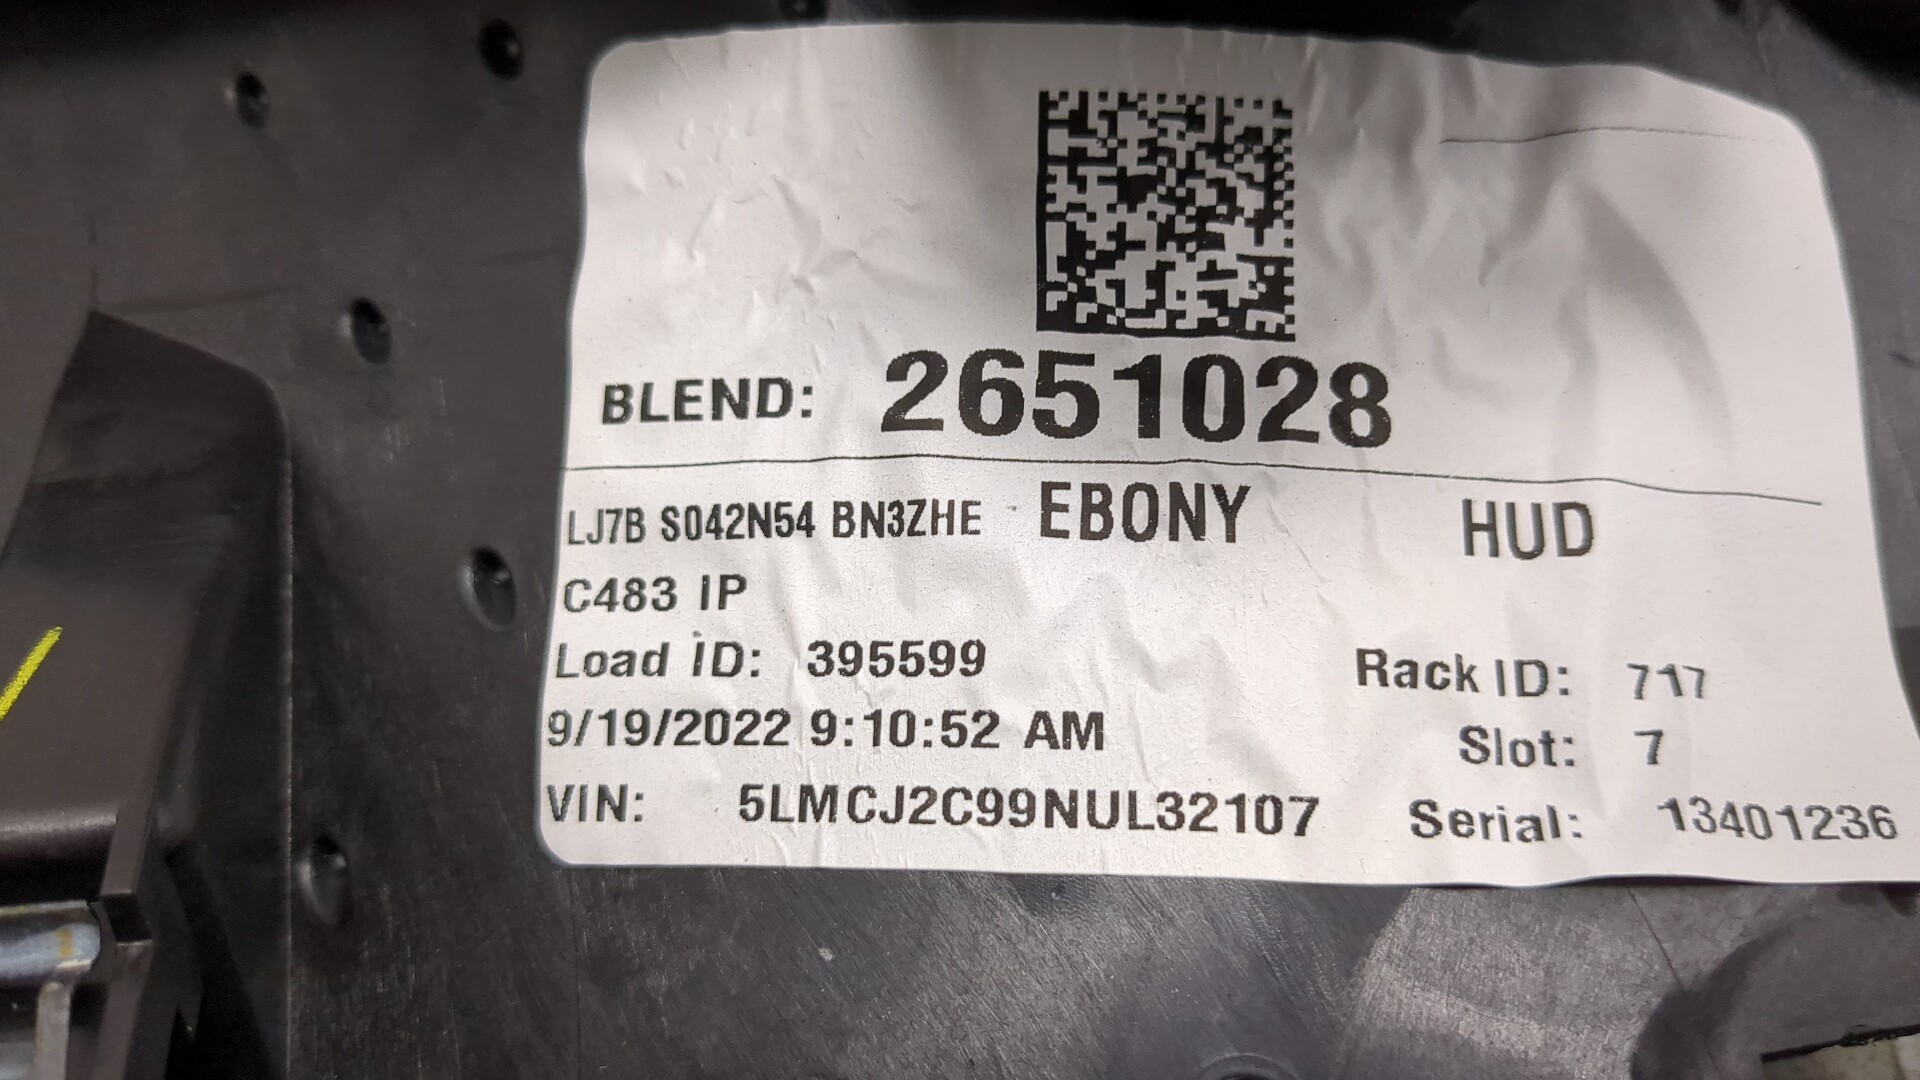 BLEND: 2651028
LJ7B S042N54 BN3ZHE EBONY HUD
C483 IP
Load ID: 395599 Rack ID: 717
9/19/2022 9:10:52 AM Slot: 7
VIN: 5LMCJ2C99NUL32107 Serial: 13401236